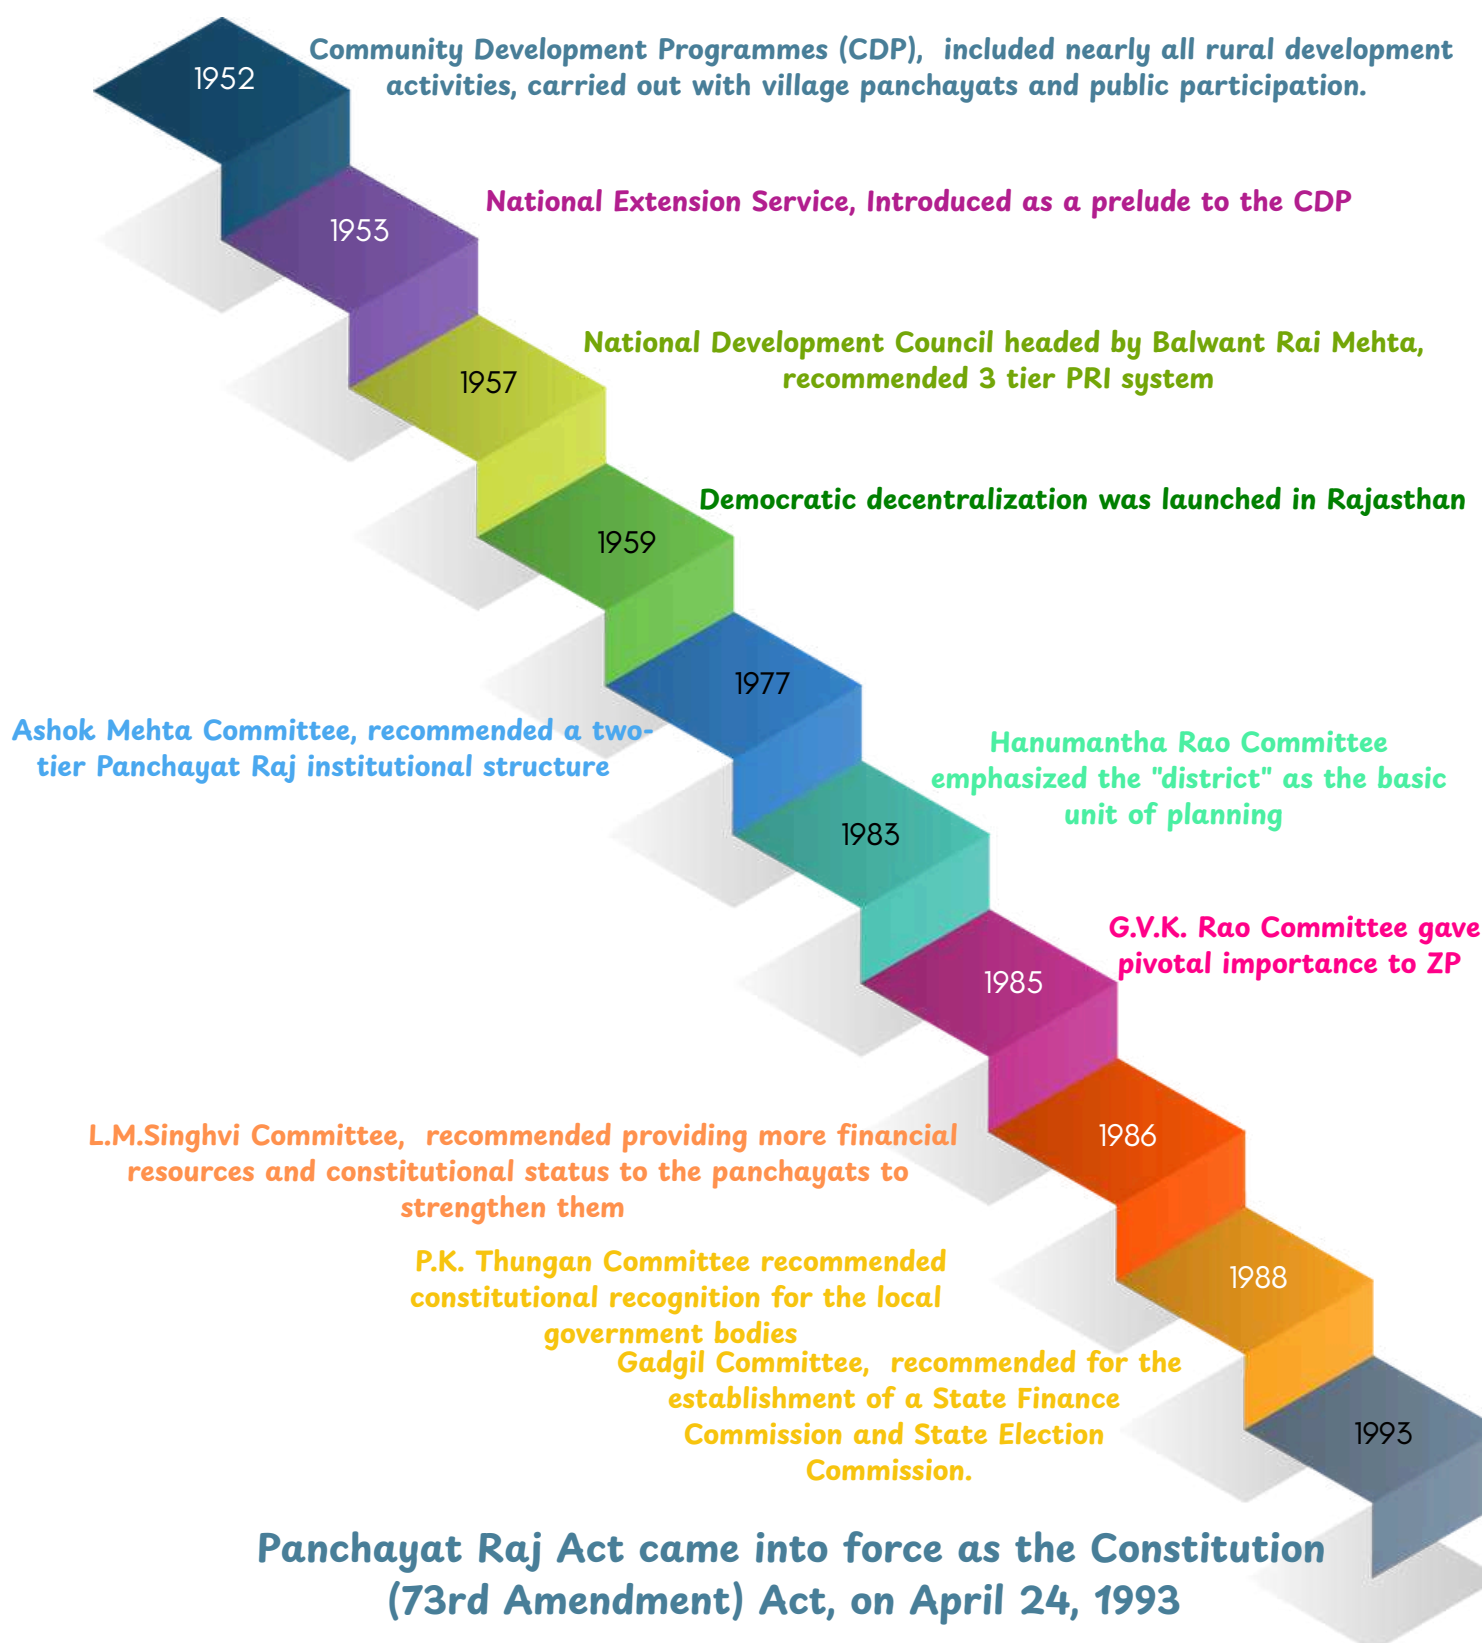 1952
Community Development Programmes (CDP),  included nearly all rural development
activities, carried out with village panchayats and public participation.
1953
National Extension Service, Introduced as a prelude to the CDP
1957
National Development Council headed by Balwant Rai Mehta,
recommended 3 tier PRI system
1959
Democratic decentralization was launched in Rajasthan
1977
Ashok Mehta Committee, recommended a two-
tier Panchayat Raj institutional structure
1983
Hanumantha Rao Committee
emphasized the "district" as the basic
unit of planning
1985
G.V.K. Rao Committee gave
pivotal importance to ZP
1986
L.M.Singhvi Committee,  recommended providing more financial
resources and constitutional status to the panchayats to
strengthen them
1988
P.K. Thungan Committee recommended
constitutional recognition for the local
government bodies
Gadgil Committee,  recommended for the
establishment of a State Finance
Commission and State Election
Commission.
1993
Panchayat Raj Act came into force as the Constitution
(73rd Amendment) Act, on April 24, 1993